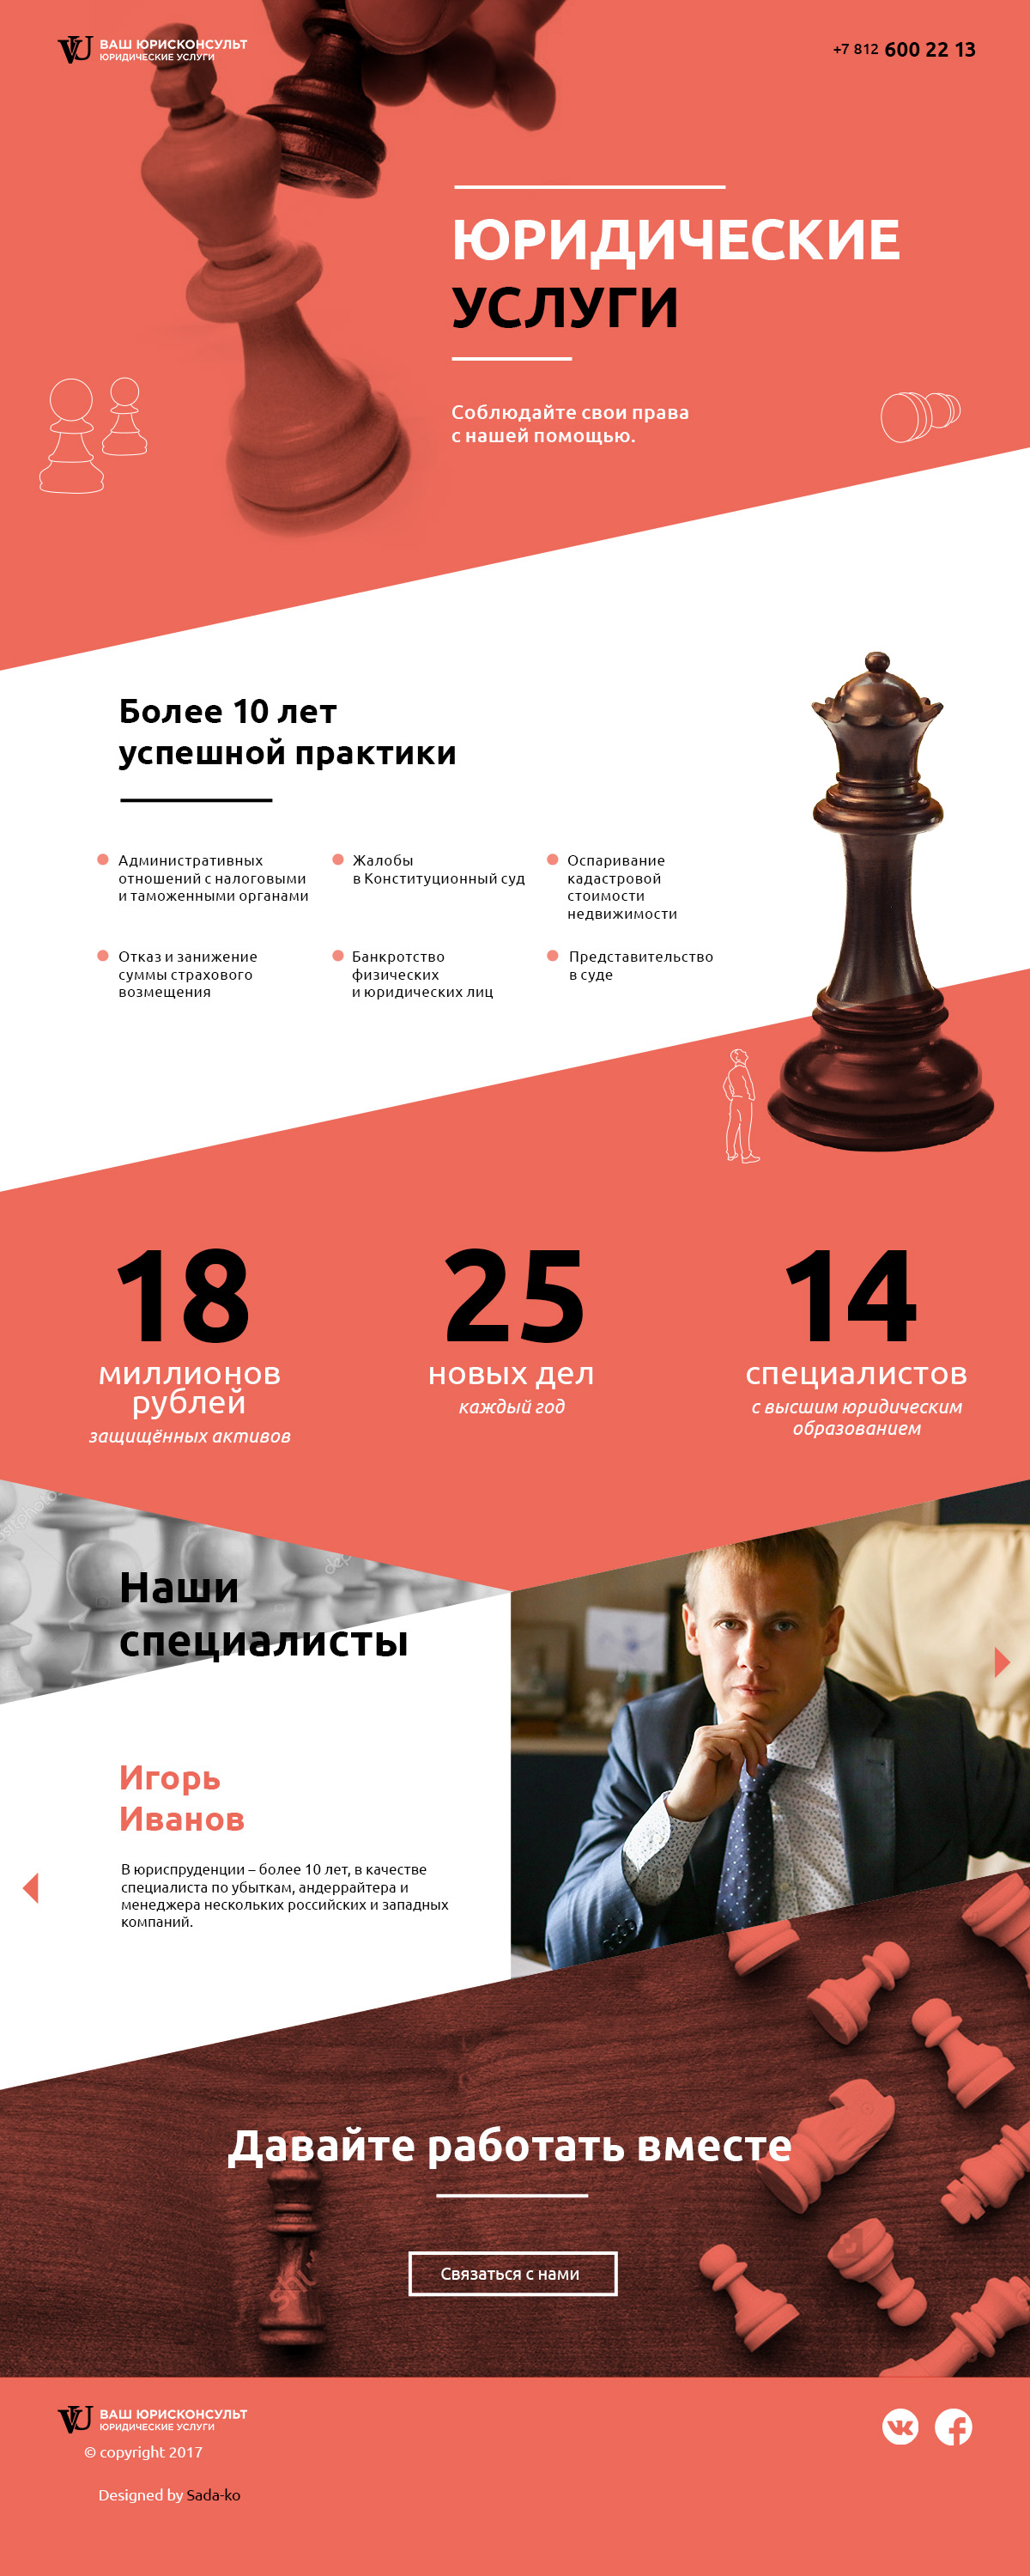 ВАШ ЮРИСКОНСУЛЬТ
ЮРИДИЧЕСКИЕ УСЛУГИ
+7 812 600 22 13
ЮРИДИЧЕСКИЕ
УСЛУГИ
Соблюдайте свои права
с нашей помощью.
Более 10 лет
успешной практики
Административных
отношений с налоговыми
и таможенными органами
Жалобы
в Конституционный суд
Оспаривание
кадастровой
стоимости
недвижимости
Отказ и занижение
суммы страхового
возмещения
Банкротство
физических
и юридических лиц
Представительство
в суде
18
миллионов
рублей
защищённых активов
25
новых дел
каждый год
14
специалистов
с высшим юридическим
образованием
Наши
специалисты
Игорь
Иванов
В юриспруденции – более 10 лет, в качестве
специалиста по убыткам, андеррайтера и
менеджера нескольких российских и западных
компаний.
Давайте работать вместе
Связаться с нами
ВАШ ЮРИСКОНСУЛЬТ
ЮРИДИЧЕСКИЕ УСЛУГИ
© copyright 2017
Designed by Sada-ko